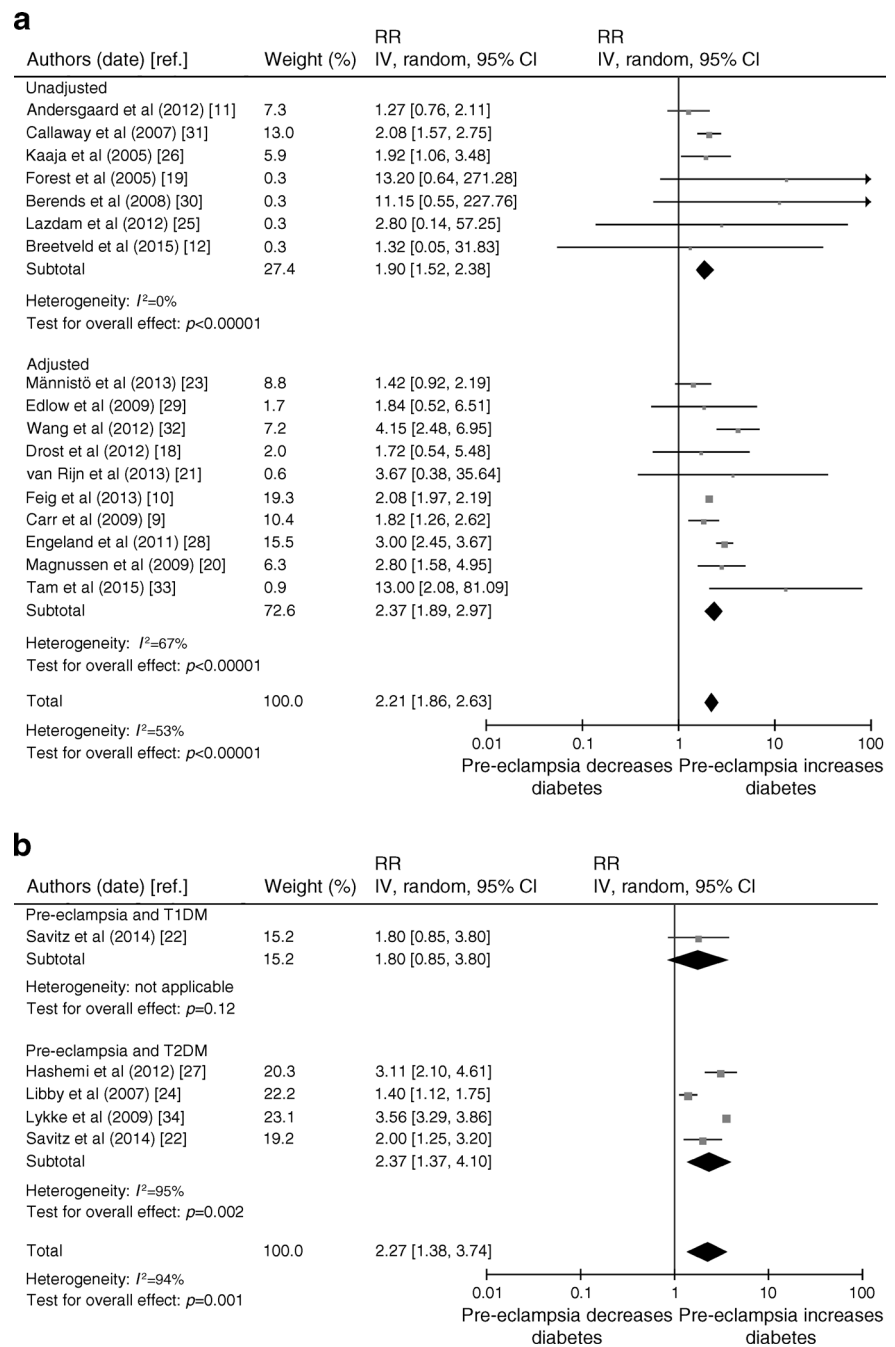 a
RR RR
Authors (date) [ref.] Weight (%) IV, random, 95% CI IV, random, 95% CI
Unadjusted
Andersgaard et al (2012) [11] 7.3 1.27 [0.76, 2.11]
Callaway et al (2007) [31] 13.0 2.08 [1.57, 2.75]
Kaaja et al (2005) [26] 5.9 1.92 [1.06, 3.48]
Forest et al (2005) [19] 0.3 13.20 [0.64, 271.28]
Berends et al (2008) [30] 0.3 11.15 [0.55, 227.76]
Lazdam et al (2012) [25] 0.3 2.80 [0.14, 57.25]
Breetveld et al (2015) [12] 0.3 1.32 [0.05, 31.83]
Subtotal 27.4 1.90 [1.52, 2.38]
Heterogeneity: I²=0%
Test for overall effect: p<0.00001
Adjusted
Männistö et al (2013) [23] 8.8 1.42 [0.92, 2.19]
Edlow et al (2009) [29] 1.7 1.84 [0.52, 6.51]
Wang et al (2012) [32] 7.2 4.15 [2.48, 6.95]
Drost et al (2012) [18] 2.0 1.72 [0.54, 5.48]
van Rijn et al (2013) [21] 0.6 3.67 [0.38, 35.64]
Feig et al (2013) [10] 19.3 2.08 [1.97, 2.19]
Carr et al (2009) [9] 10.4 1.82 [1.26, 2.62]
Engeland et al (2011) [28] 15.5 3.00 [2.45, 3.67]
Magnussen et al (2009) [20] 6.3 2.80 [1.58, 4.95]
Tam et al (2015) [33] 0.9 13.00 [2.08, 81.09]
Subtotal 72.6 2.37 [1.89, 2.97]
Heterogeneity: I²=67%
Test for overall effect: p<0.00001
Total 100.0 2.21 [1.86, 2.63]
Heterogeneity: I²=53%
Test for overall effect: p<0.00001
0.01 0.1 1 10 100
Pre-eclampsia decreases Pre-eclampsia increases
diabetes diabetes
b
RR RR
Authors (date) [ref.] Weight (%) IV, random, 95% CI IV, random, 95% CI
Pre-eclampsia and T1DM
Savitz et al (2014) [22] 15.2 1.80 [0.85, 3.80]
Subtotal 15.2 1.80 [0.85, 3.80]
Heterogeneity: not applicable
Test for overall effect: p=0.12
Pre-eclampsia and T2DM
Hashemi et al (2012) [27] 20.3 3.11 [2.10, 4.61]
Libby et al (2007) [24] 22.2 1.40 [1.12, 1.75]
Lykke et al (2009) [34] 23.1 3.56 [3.29, 3.86]
Savitz et al (2014) [22] 19.2 2.00 [1.25, 3.20]
Subtotal 2.37 [1.37, 4.10]
Heterogeneity: I²=95%
Test for overall effect: p=0.002
Total 100.0 2.27 [1.38, 3.74]
Heterogeneity: I²=94%
Test for overall effect: p=0.001
0.01 0.1 1 10 100
Pre-eclampsia decreases Pre-eclampsia increases
diabetes diabetes